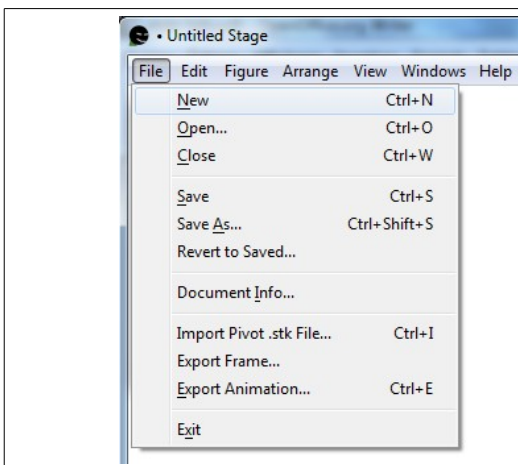 • Untitled Stage
File Edit Figure Arrange View Windows Help
New Ctrl+N
Open... Ctrl+O
Close Ctrl+W
Save Ctrl+S
Save As... Ctrl+Shift+S
Revert to Saved...
Document Info...
Import Pivot .stk File... Ctrl+I
Export Frame...
Export Animation... Ctrl+E
Exit